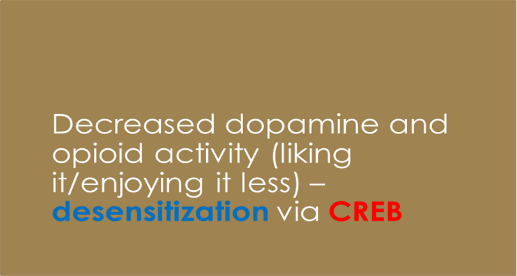 Decreased dopamine and
opioid activity (liking
it/enjoying it less) –
desensitization via CREB